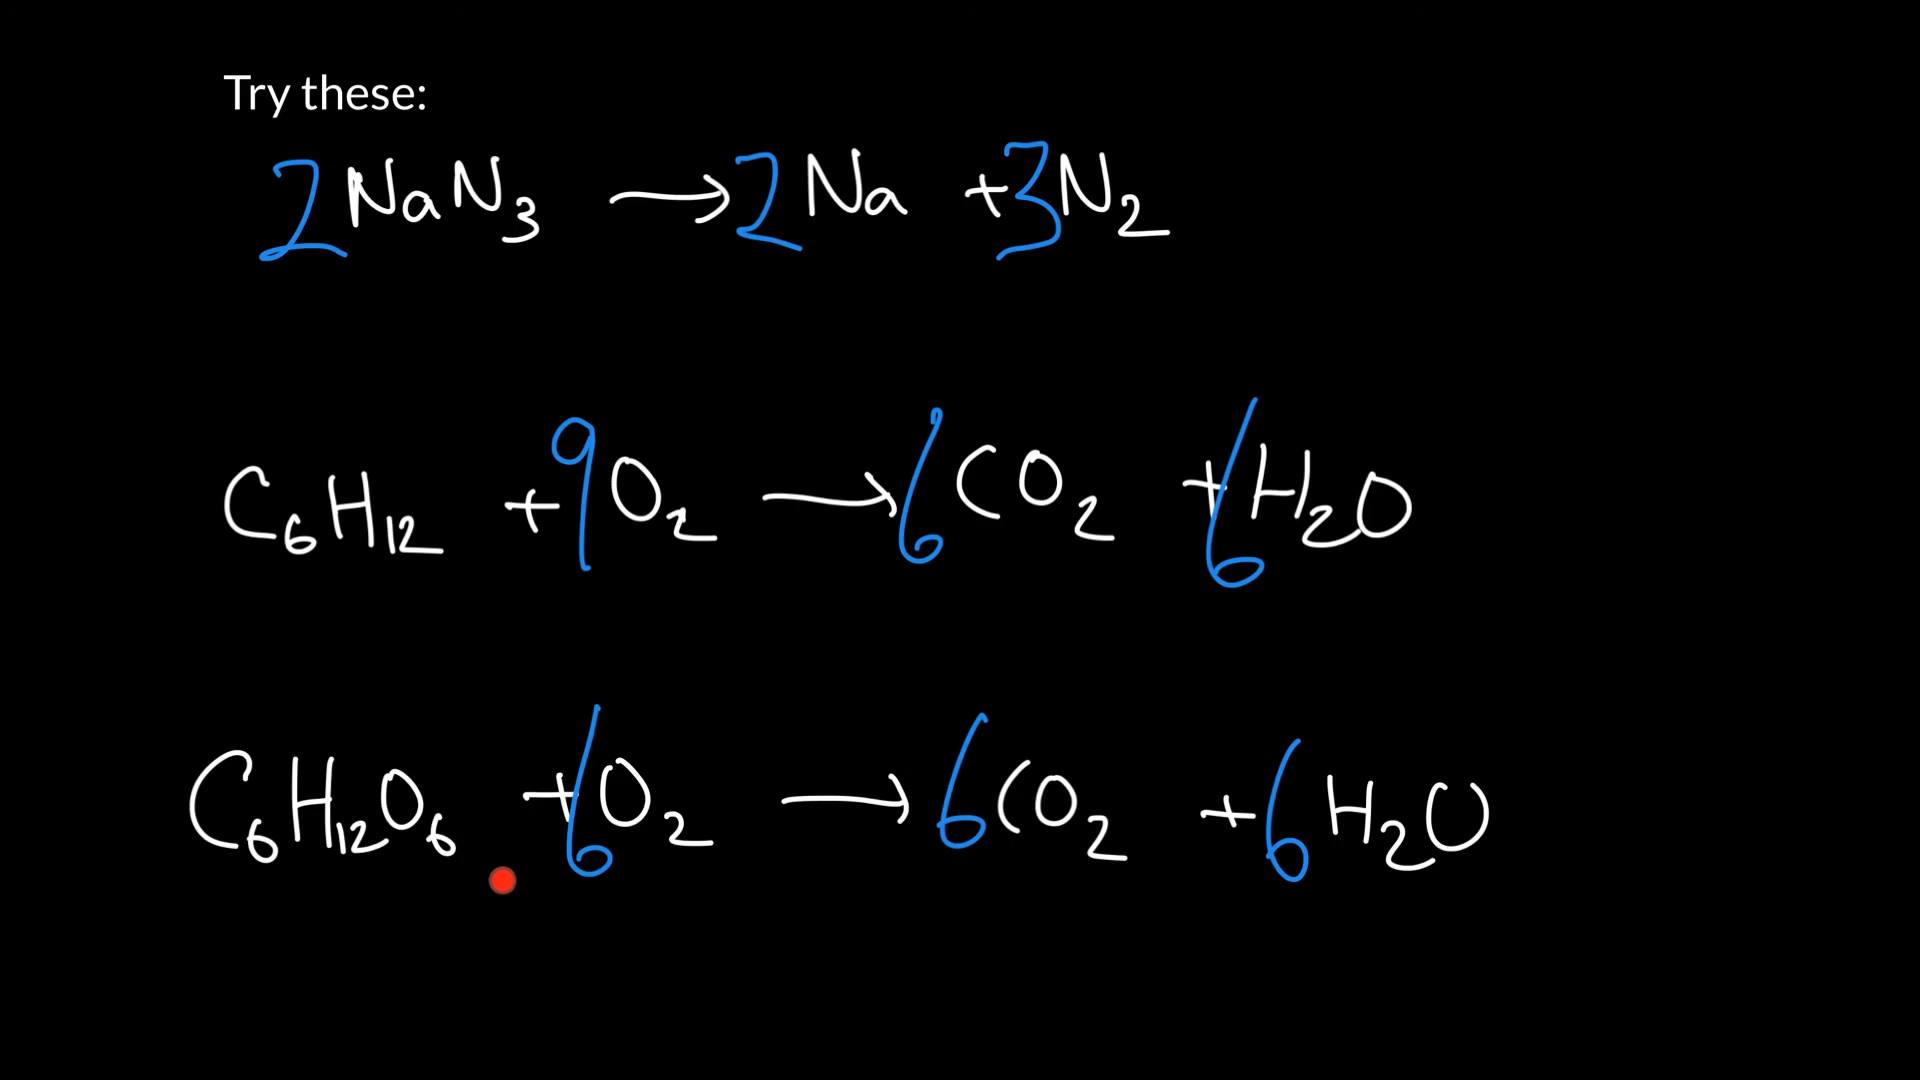 Try these:
2NaN₃ → 2Na + 3N₂
C₆H₁₂ + 9O₂ → 6CO₂ + 6H₂O
C₆H₁₂O₆ + 6O₂ → 6CO₂ + 6H₂O